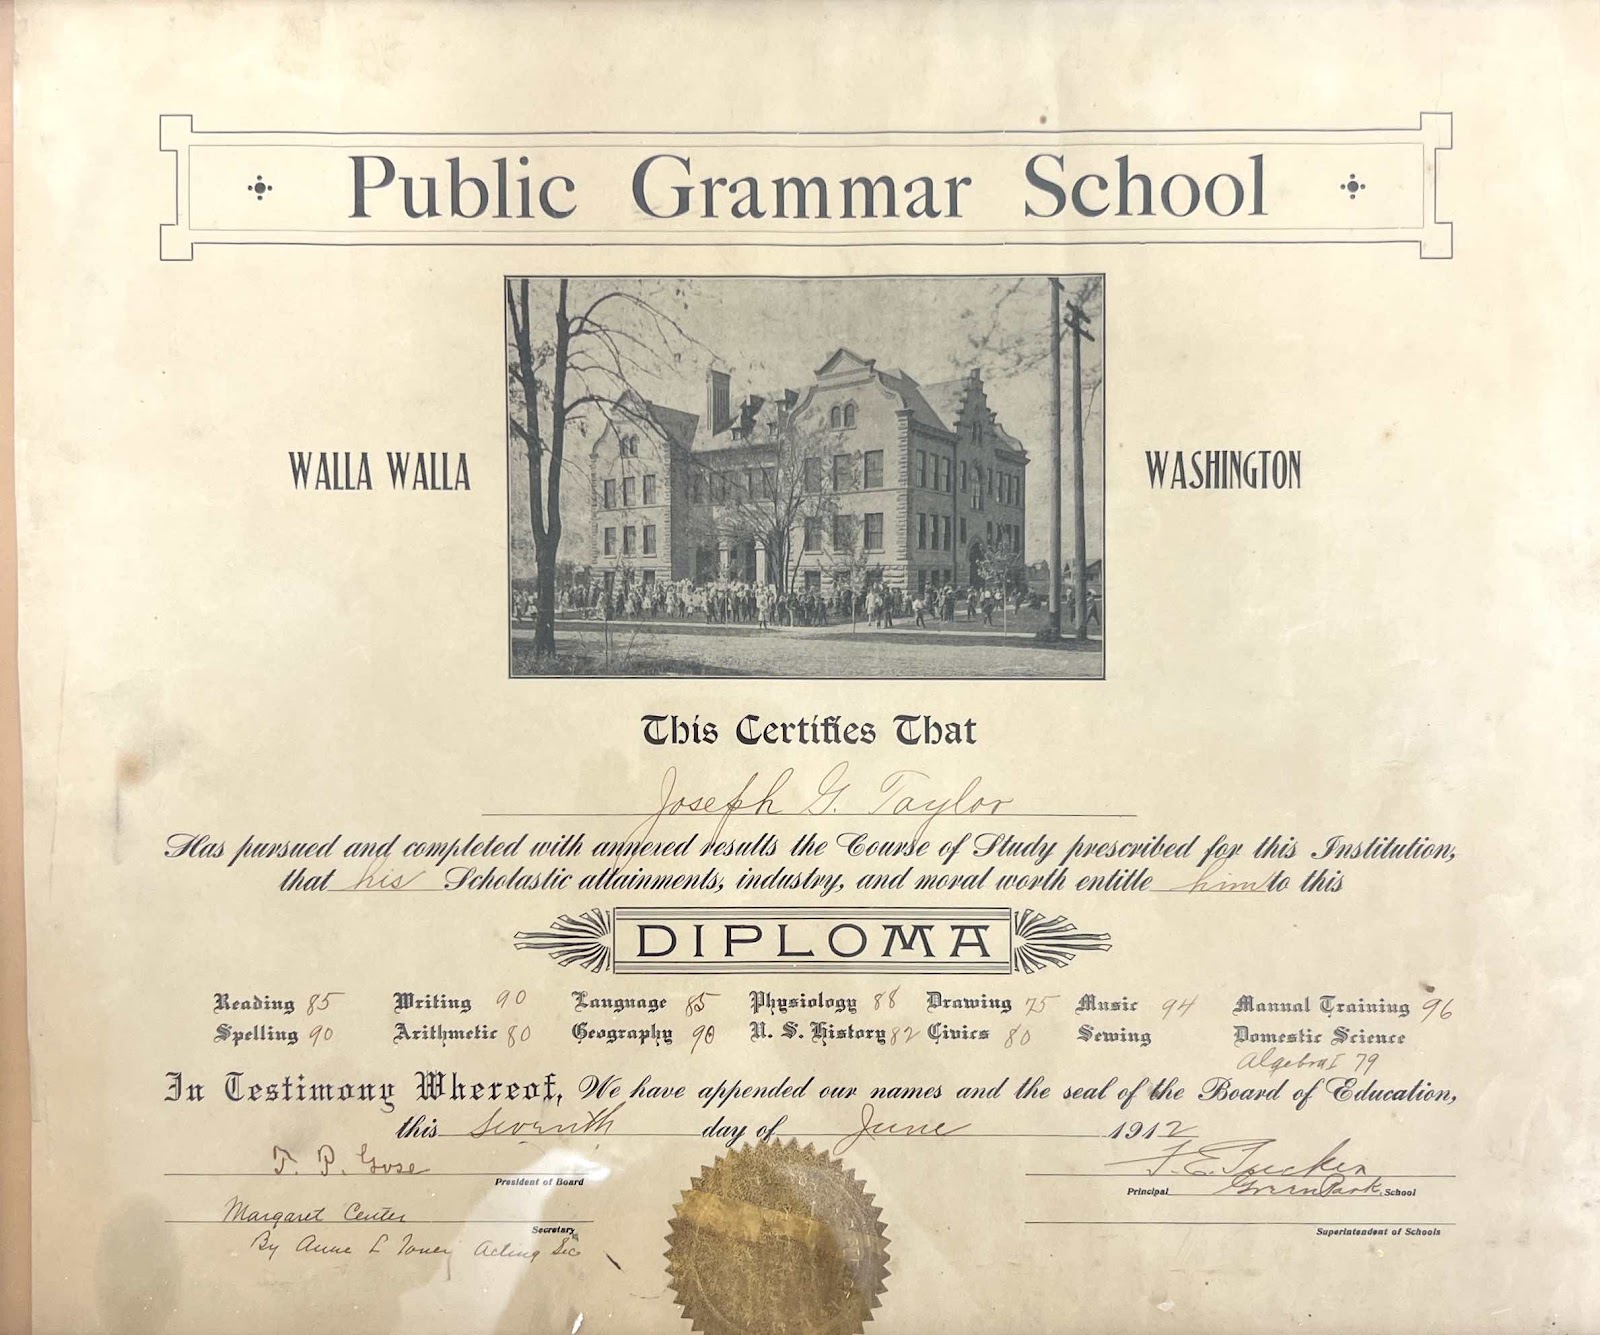 Public Grammar School
WALLA WALLA
WASHINGTON
This Certifies That
Joseph G. Taylor
Has pursued and completed with annexed results the Course of Study prescribed for this Institution,
that his Scholastic attainments, industry, and moral worth entitle him to this
DIPLOMA
Reading 85 Writing 90 Language 85 Physiology 88 Drawing 75 Music 94 Manual Training 96
Spelling 90 Arithmetic 80 Geography 90 U. S. History 82 Civics 80 Sewing Domestic Science
Algebra I 79
In Testimony Whereof, We have appended our names and the seal of the Board of Education,
this Seventh day of June 1912
T. P. Gose
President of Board
F. E. Tucker
Principal Green Park School
Margaret Center
Secretary
By Anne L Toner Acting Sec
Superintendent of Schools